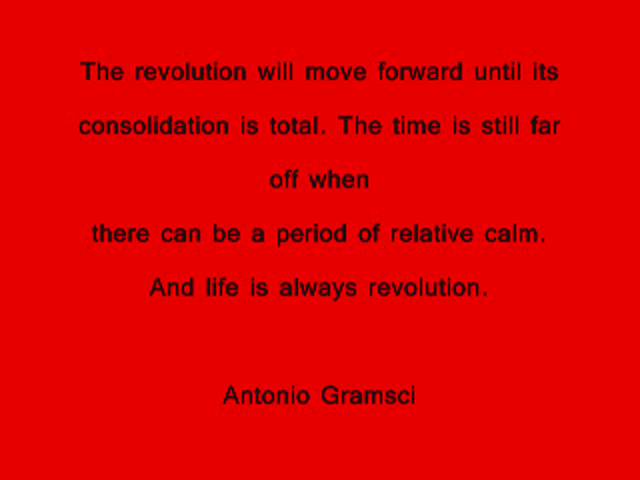 The revolution will move forward until its
consolidation is total. The time is still far
off when
there can be a period of relative calm.
And life is always revolution.
Antonio Gramsci